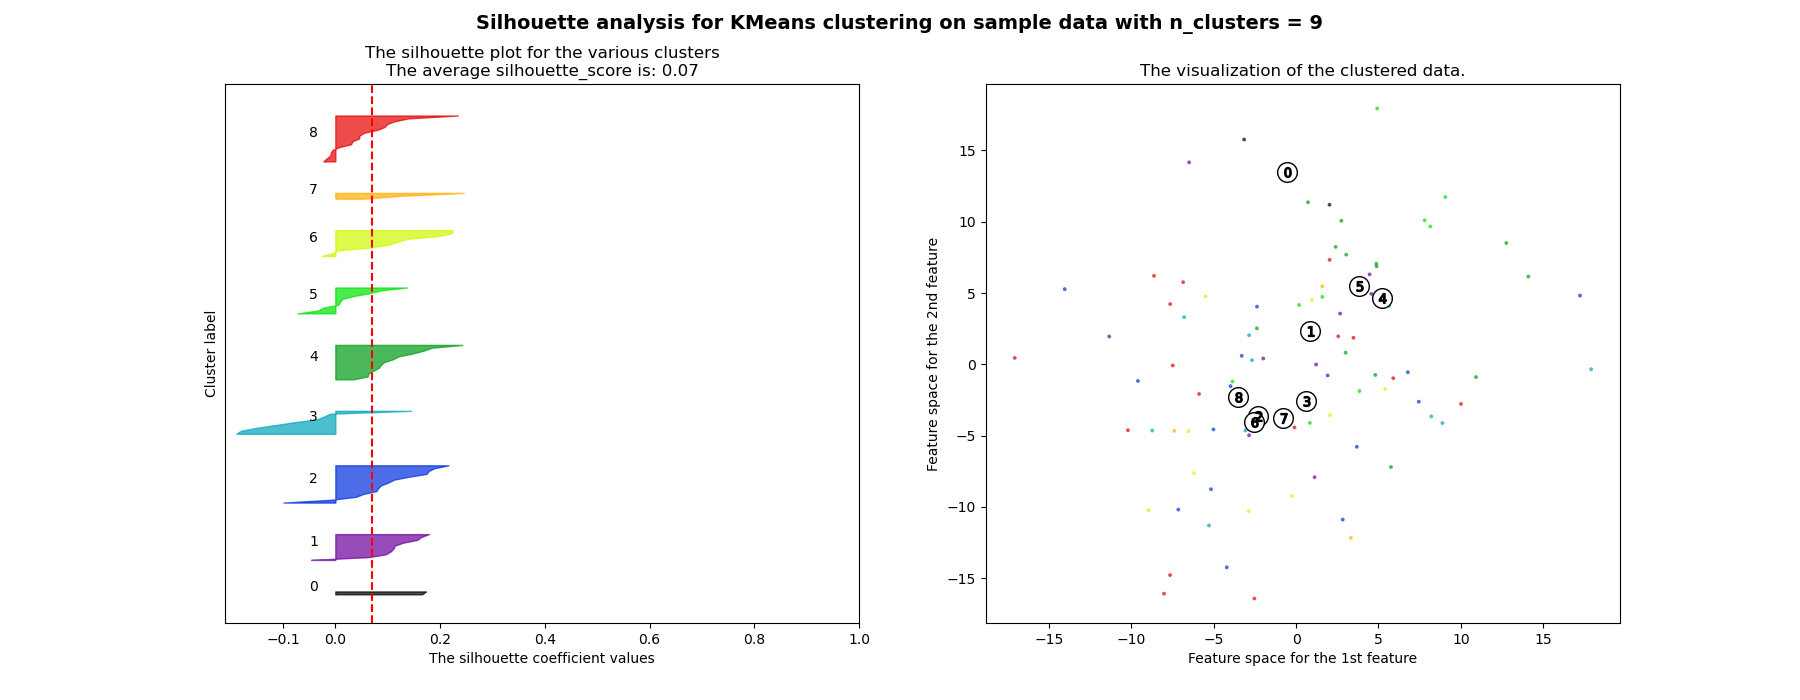 Silhouette analysis for KMeans clustering on sample data with n_clusters = 9
The silhouette plot for the various clusters
The average silhouette_score is: 0.07
Cluster label
8
7
6
5
4
3
2
1
0
−0.1 0.0 0.2 0.4 0.6 0.8 1.0
The silhouette coefficient values
The visualization of the clustered data.
Feature space for the 2nd feature
15
10
5
0
−5
−10
−15
0
5
4
1
8
3
2
6
7
−15 −10 −5 0 5 10 15
Feature space for the 1st feature